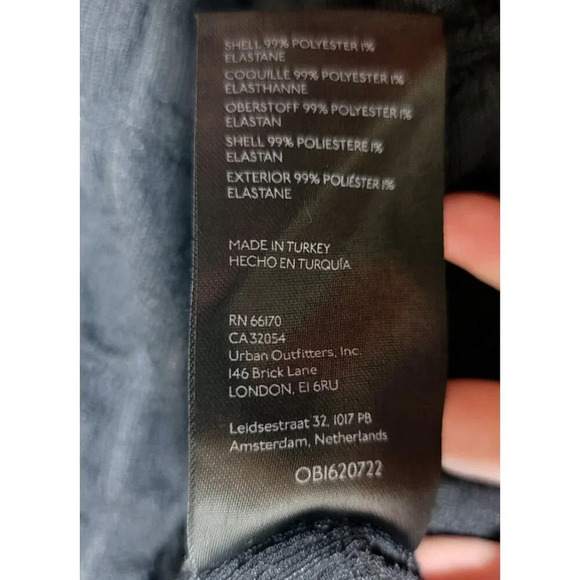 SHELL 99% POLYESTER 1%
ELASTANE
COQUILLE 99% POLYESTER 1%
ÉLASTHANNE
OBERSTOFF 99% POLYESTER 1%
ELASTAN
SHELL 99% POLIESTERE 1%
ELASTAN
EXTERIOR 99% POLIÉSTER 1%
ELASTANE
MADE IN TURKEY
HECHO EN TURQUÍA
RN 66170
CA32054
Urban Outfitters, Inc.
146 Brick Lane
LONDON, E1 6RU
Leidsestraat 32, 1017 PB
Amsterdam, Netherlands
OB1620722